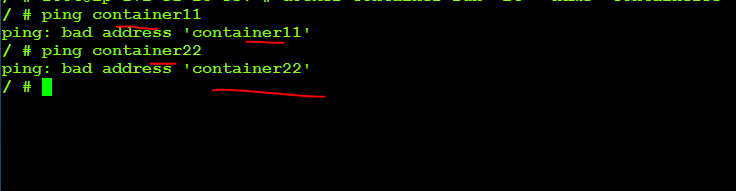 / # ping container11
ping: bad address 'container11'
/ # ping container22
ping: bad address 'container22'
/ #